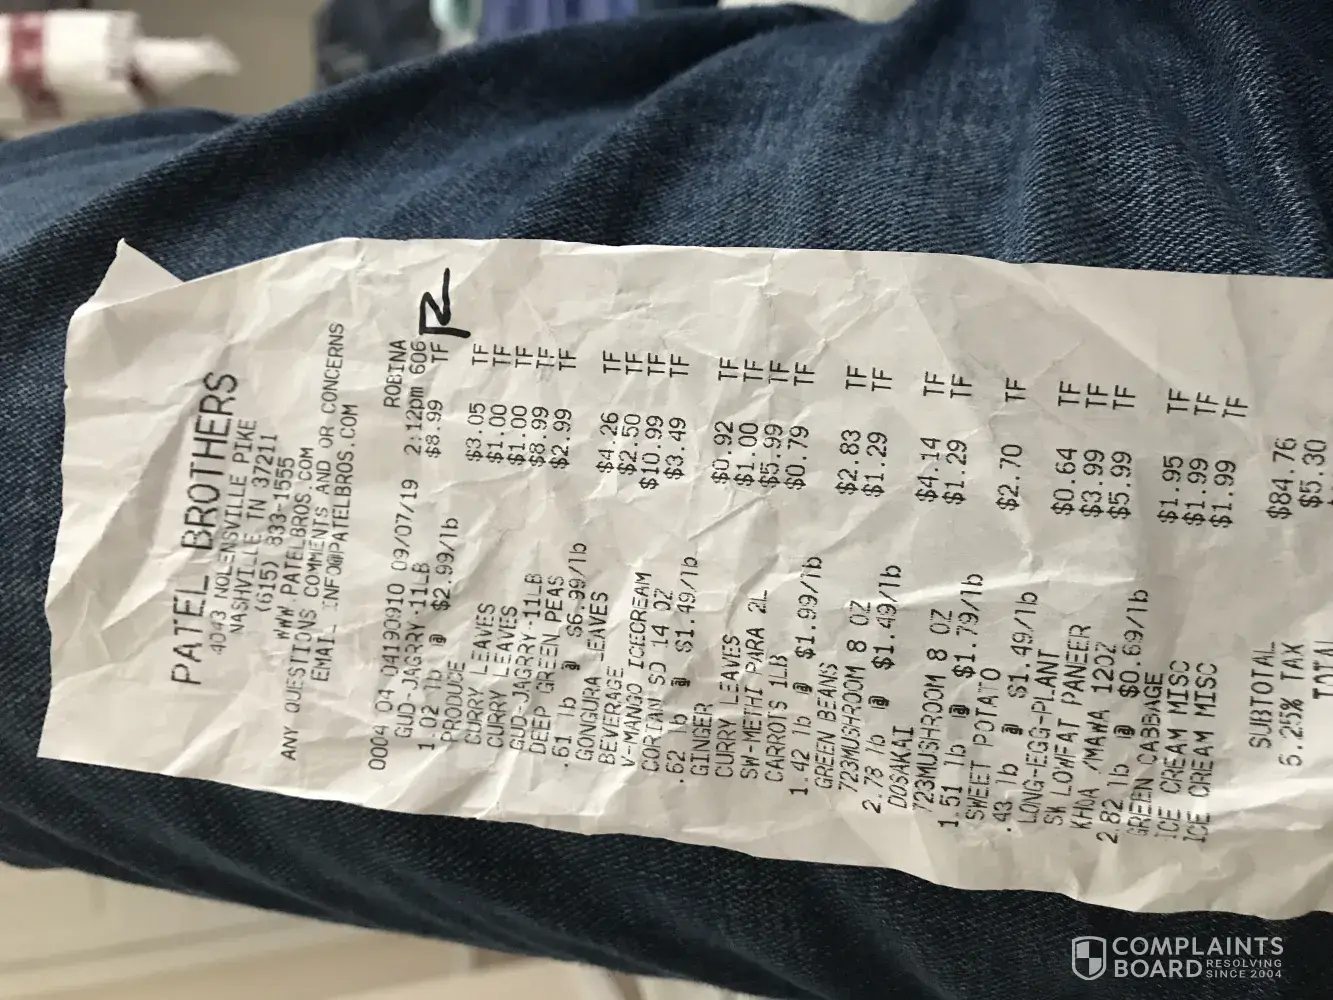 PATEL BROTHERS
4043 NOLENSVILLE PIKE
NASHVILLE TN 37211
(615) 833-1555
WWW PATELBROS.COM
ANY QUESTIONS COMMENTS AND OR CONCERNS
EMAIL INFO@PATELBROS.COM
0004 04 04190910 09/07/19 ROBINA
2:12pm 606
GUD-JAGRRY-11LB $8.99 TF
R
1.02 lb @ $2.99/lb
PRODUCE $3.05 TF
CURRY LEAVES $1.00 TF
CURRY LEAVES $1.00 TF
GUD-JAGRRY-11LB $8.99 TF
DEEP GREEN PEAS $2.99 TF
.61 lb @ $6.99/lb
GONGURA LEAVES $4.26 TF
BEVERAGE $2.50 TF
V-MANGO ICECREAM $10.99 TF
CORIAN SD 14 OZ $3.49 TF
.62 lb @ $1.49/lb
GINGER $0.92 TF
CURRY LEAVES $1.00 TF
SW-METHI PARA 2L $5.99 TF
CARROTS 1LB $0.79 TF
1.42 lb @ $1.99/lb
GREEN BEANS $2.83 TF
723MUSHROOM 8 OZ $1.29 TF
2.78 lb @ $1.49/lb
DOSAKAI $4.14 TF
723MUSHROOM 8 OZ $1.29 TF
1.51 lb @ $1.79/lb
SWEET POTATO $2.70 TF
.43 lb @ $1.49/lb
LONG-EGG-PLANT $0.64 TF
SK LOWFAT PANEER $3.99 TF
KHOA /MAWA 12OZ $5.99 TF
2.82 lb @ $0.69/lb
GREEN CABBAGE $1.95 TF
ICE CREAM MISC $1.99 TF
ICE CREAM MISC $1.99 TF
SUBTOTAL $84.76
6.25% TAX $5.30
TOTAL
COMPLAINTS
BOARD RESOLVING
SINCE 2004